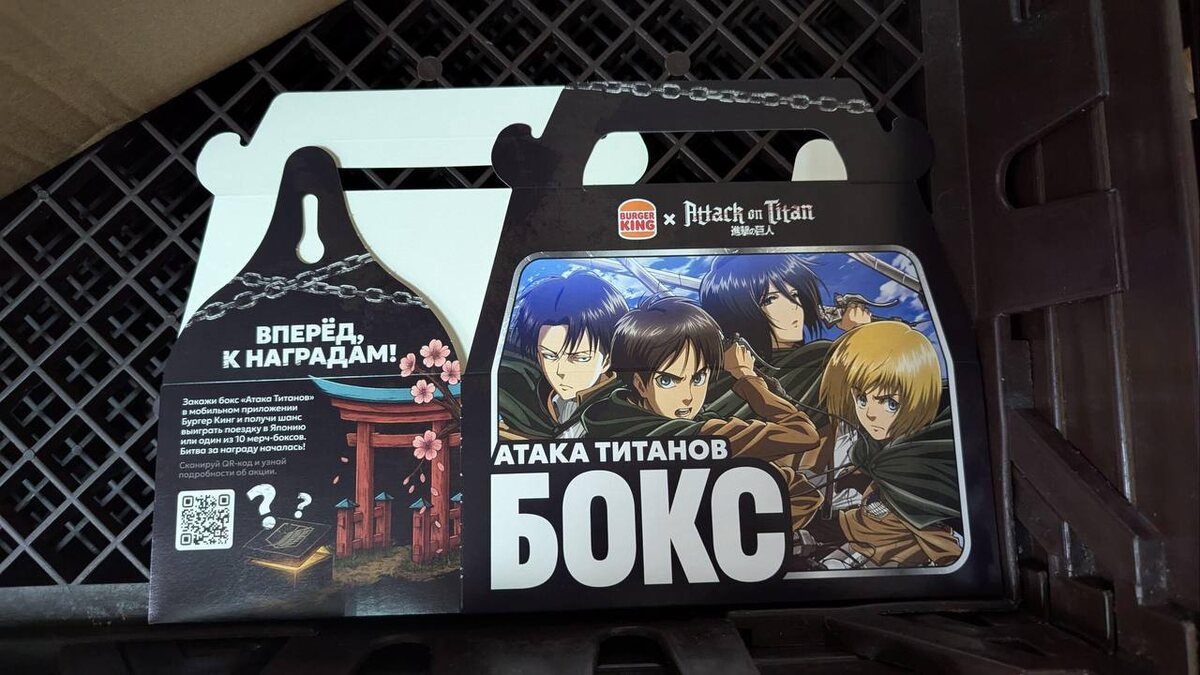 BURGER
KING
×
Attack on Titan
進撃の巨人
ВПЕРЁД,
К НАГРАДАМ!
Закажи бокс «Атака Титанов»
в мобильном приложении
Бургер Кинг и получи шанс
выиграть поездку в Японию
или один из 10 мерч-боксов.
Битва за награду началась!
Сканируй QR-код и узнай
подробности об акции.
АТАКА ТИТАНОВ
БОКС